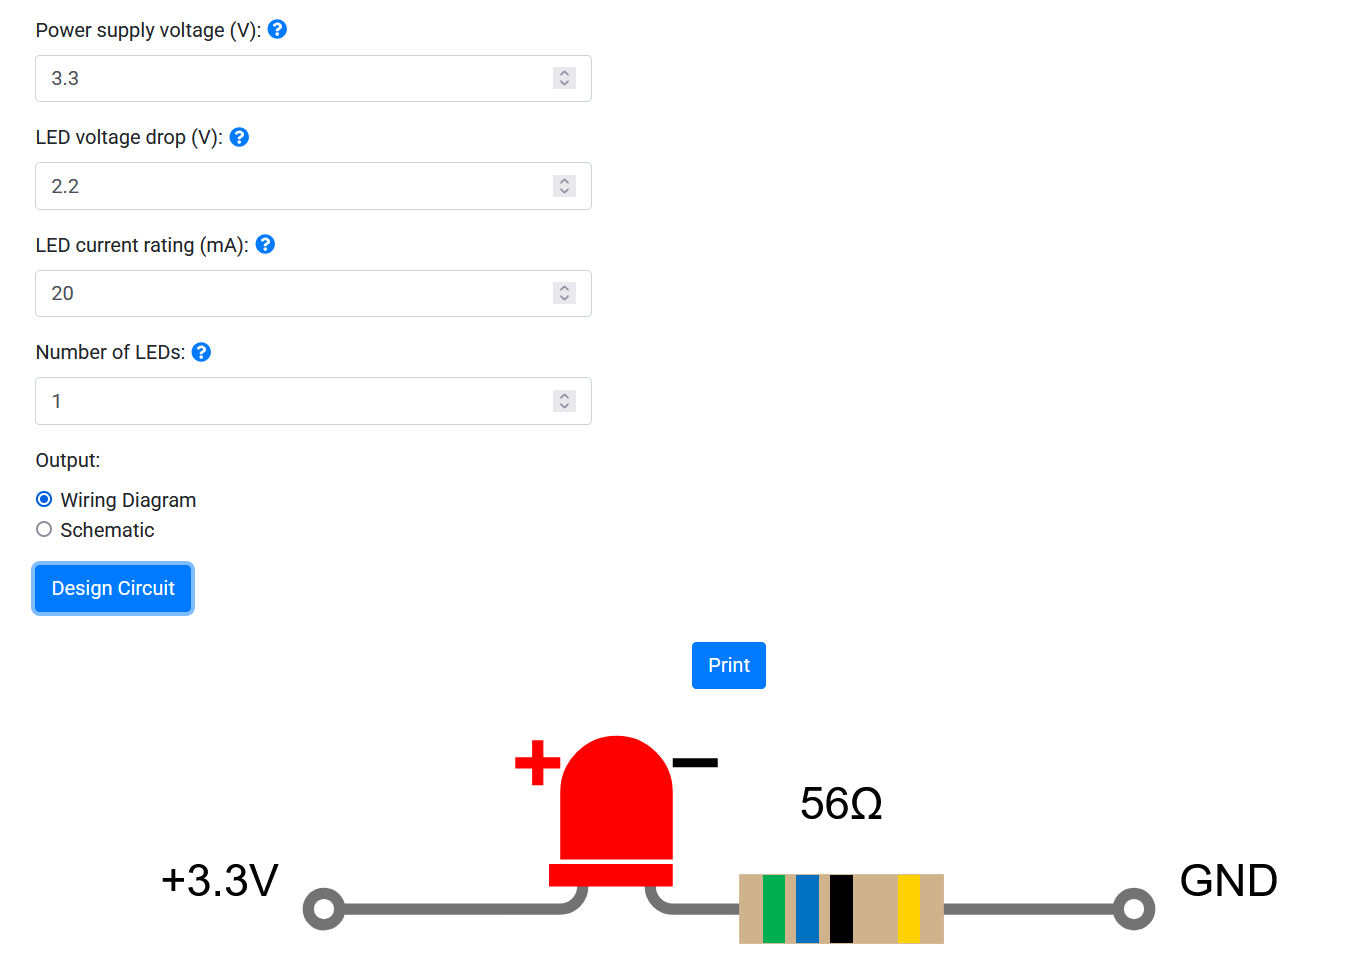 Power supply voltage (V): ?
3.3
LED voltage drop (V): ?
2.2
LED current rating (mA): ?
20
Number of LEDs: ?
1
Output:
Wiring Diagram
Schematic
Design Circuit
Print
+ −
56Ω
+3.3V GND